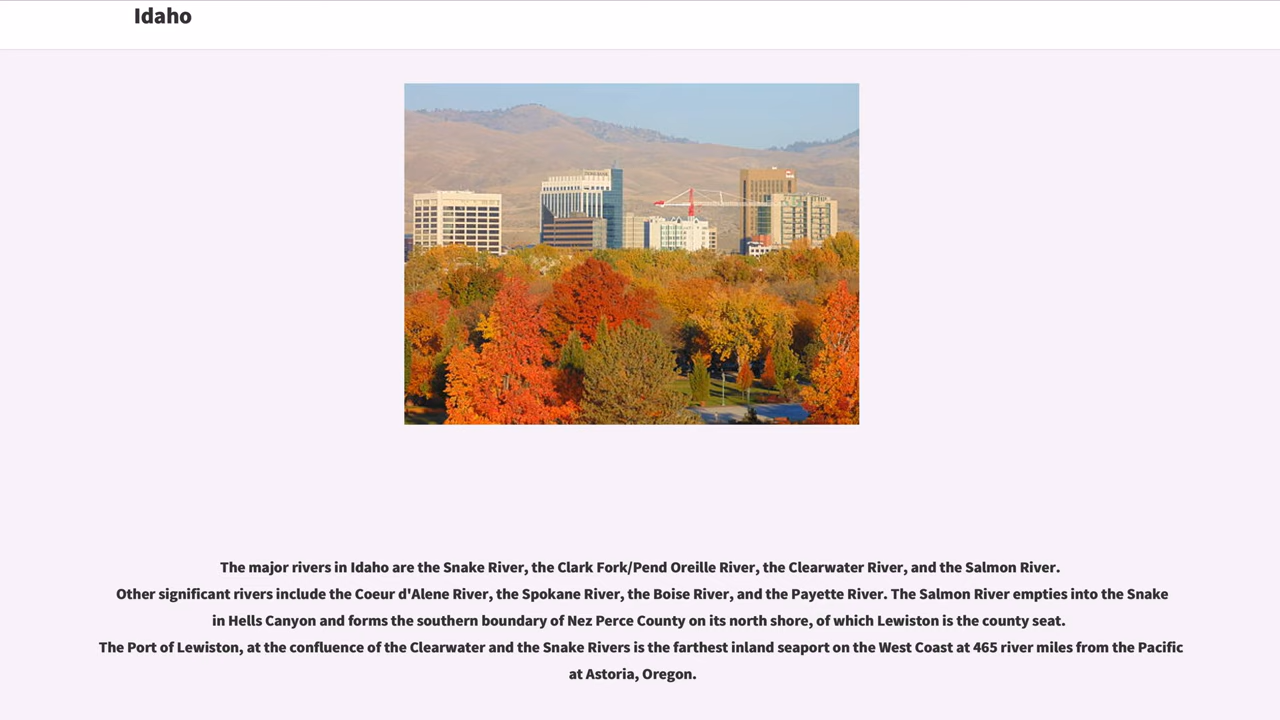 Idaho
The major rivers in Idaho are the Snake River, the Clark Fork/Pend Oreille River, the Clearwater River, and the Salmon River.
Other significant rivers include the Coeur d'Alene River, the Spokane River, the Boise River, and the Payette River. The Salmon River empties into the Snake
in Hells Canyon and forms the southern boundary of Nez Perce County on its north shore, of which Lewiston is the county seat.
The Port of Lewiston, at the confluence of the Clearwater and the Snake Rivers is the farthest inland seaport on the West Coast at 465 river miles from the Pacific
at Astoria, Oregon.